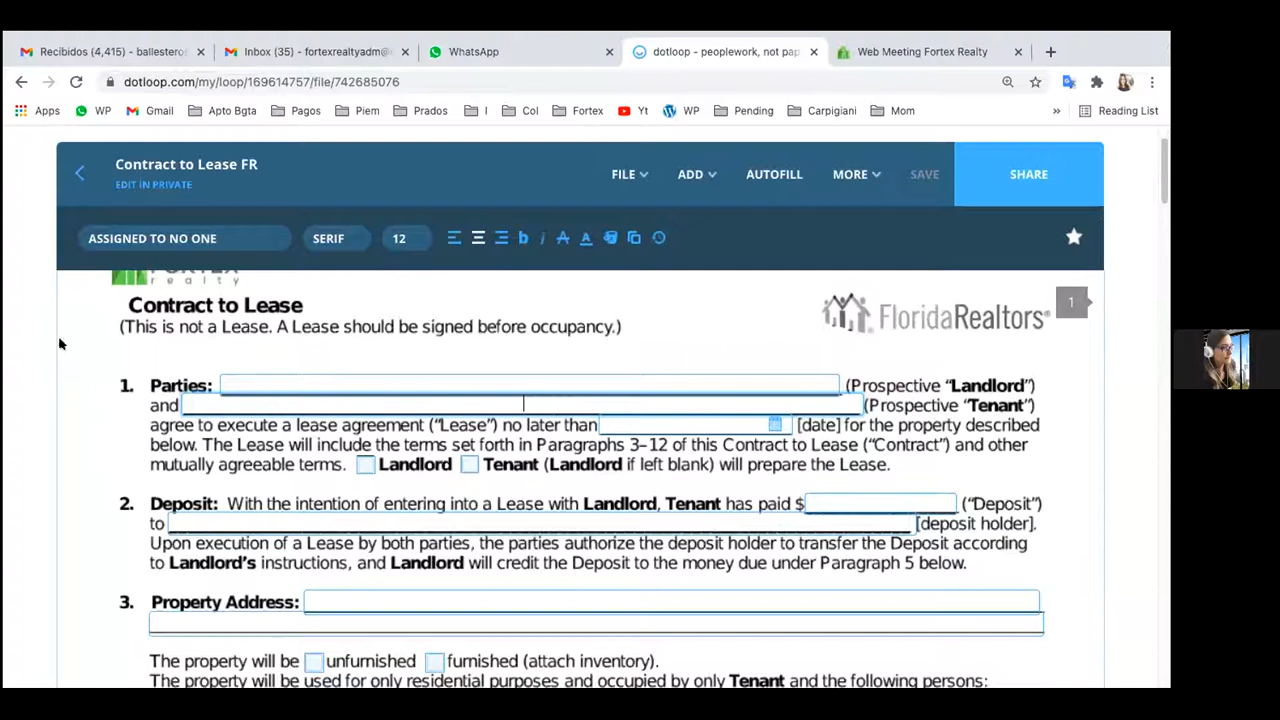 Recibidos (4,415) - ballestero
Inbox (35) - fortexrealtyadm@
WhatsApp
dotloop - peoplework, not pap
Web Meeting Fortex Realty
dotloop.com/my/loop/169614757/file/742685076
Apps WP Gmail Apto Bgta Pagos Piem Prados I Col Fortex Yt WP Pending Carpigiani Mom » Reading List
Contract to Lease FR
EDIT IN PRIVATE
FILE ADD AUTOFILL MORE SAVE SHARE
ASSIGNED TO NO ONE SERIF 12 b i A A
FORTEX
realty
Contract to Lease
(This is not a Lease. A Lease should be signed before occupancy.)
FloridaRealtors®
1
1. Parties: (Prospective “Landlord”)
and (Prospective “Tenant”)
agree to execute a lease agreement (“Lease”) no later than [date] for the property described
below. The Lease will include the terms set forth in Paragraphs 3–12 of this Contract to Lease (“Contract”) and other
mutually agreeable terms. Landlord Tenant (Landlord if left blank) will prepare the Lease.
2. Deposit: With the intention of entering into a Lease with Landlord, Tenant has paid $ (“Deposit”)
to [deposit holder].
Upon execution of a Lease by both parties, the parties authorize the deposit holder to transfer the Deposit according
to Landlord’s instructions, and Landlord will credit the Deposit to the money due under Paragraph 5 below.
3. Property Address:
The property will be unfurnished furnished (attach inventory).
The property will be used for only residential purposes and occupied by only Tenant and the following persons: